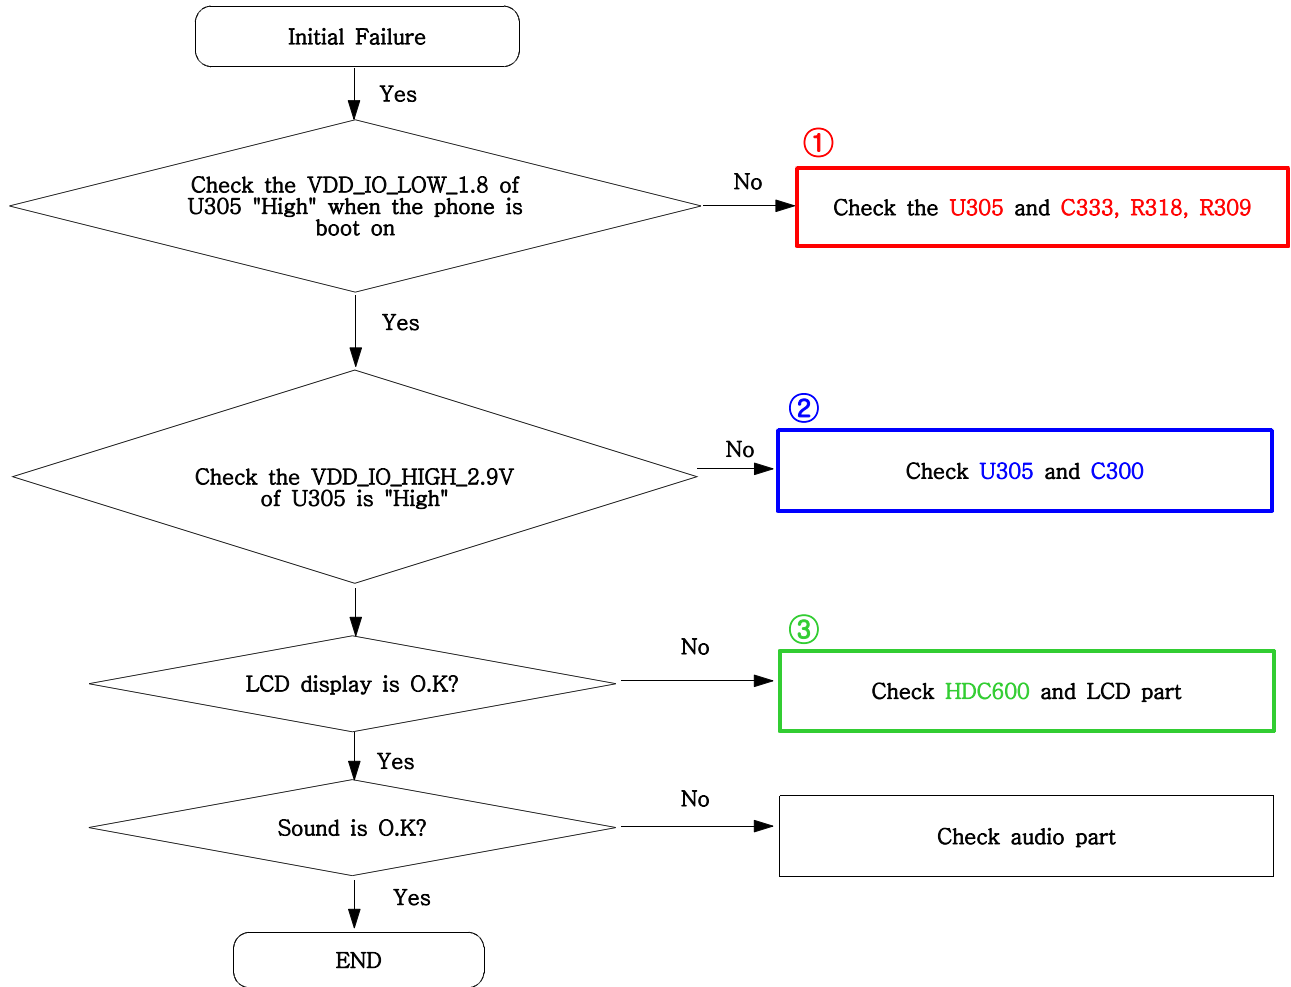 Initial Failure
Yes
①
Check the VDD_IO_LOW_1.8 of
U305 "High" when the phone is
boot on
No
Check the U305 and C333, R318, R309
Yes
②
Check the VDD_IO_HIGH_2.9V
of U305 is "High"
No
Check U305 and C300
③
LCD display is O.K?
No
Check HDC600 and LCD part
Yes
Sound is O.K?
No
Check audio part
Yes
END